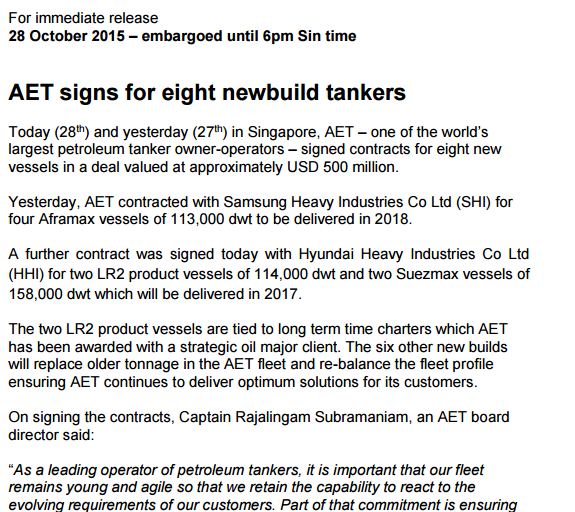 For immediate release
28 October 2015 – embargoed until 6pm Sin time
AET signs for eight newbuild tankers
Today (28th) and yesterday (27th) in Singapore, AET – one of the world's
largest petroleum tanker owner-operators – signed contracts for eight new
vessels in a deal valued at approximately USD 500 million.
Yesterday, AET contracted with Samsung Heavy Industries Co Ltd (SHI) for
four Aframax vessels of 113,000 dwt to be delivered in 2018.
A further contract was signed today with Hyundai Heavy Industries Co Ltd
(HHI) for two LR2 product vessels of 114,000 dwt and two Suezmax vessels of
158,000 dwt which will be delivered in 2017.
The two LR2 product vessels are tied to long term time charters which AET
has been awarded with a strategic oil major client. The six other new builds
will replace older tonnage in the AET fleet and re-balance the fleet profile
ensuring AET continues to deliver optimum solutions for its customers.
On signing the contracts, Captain Rajalingam Subramaniam, an AET board
director said:
“As a leading operator of petroleum tankers, it is important that our fleet
remains young and agile so that we retain the capability to react to the
evolving requirements of our customers. Part of that commitment is ensuring